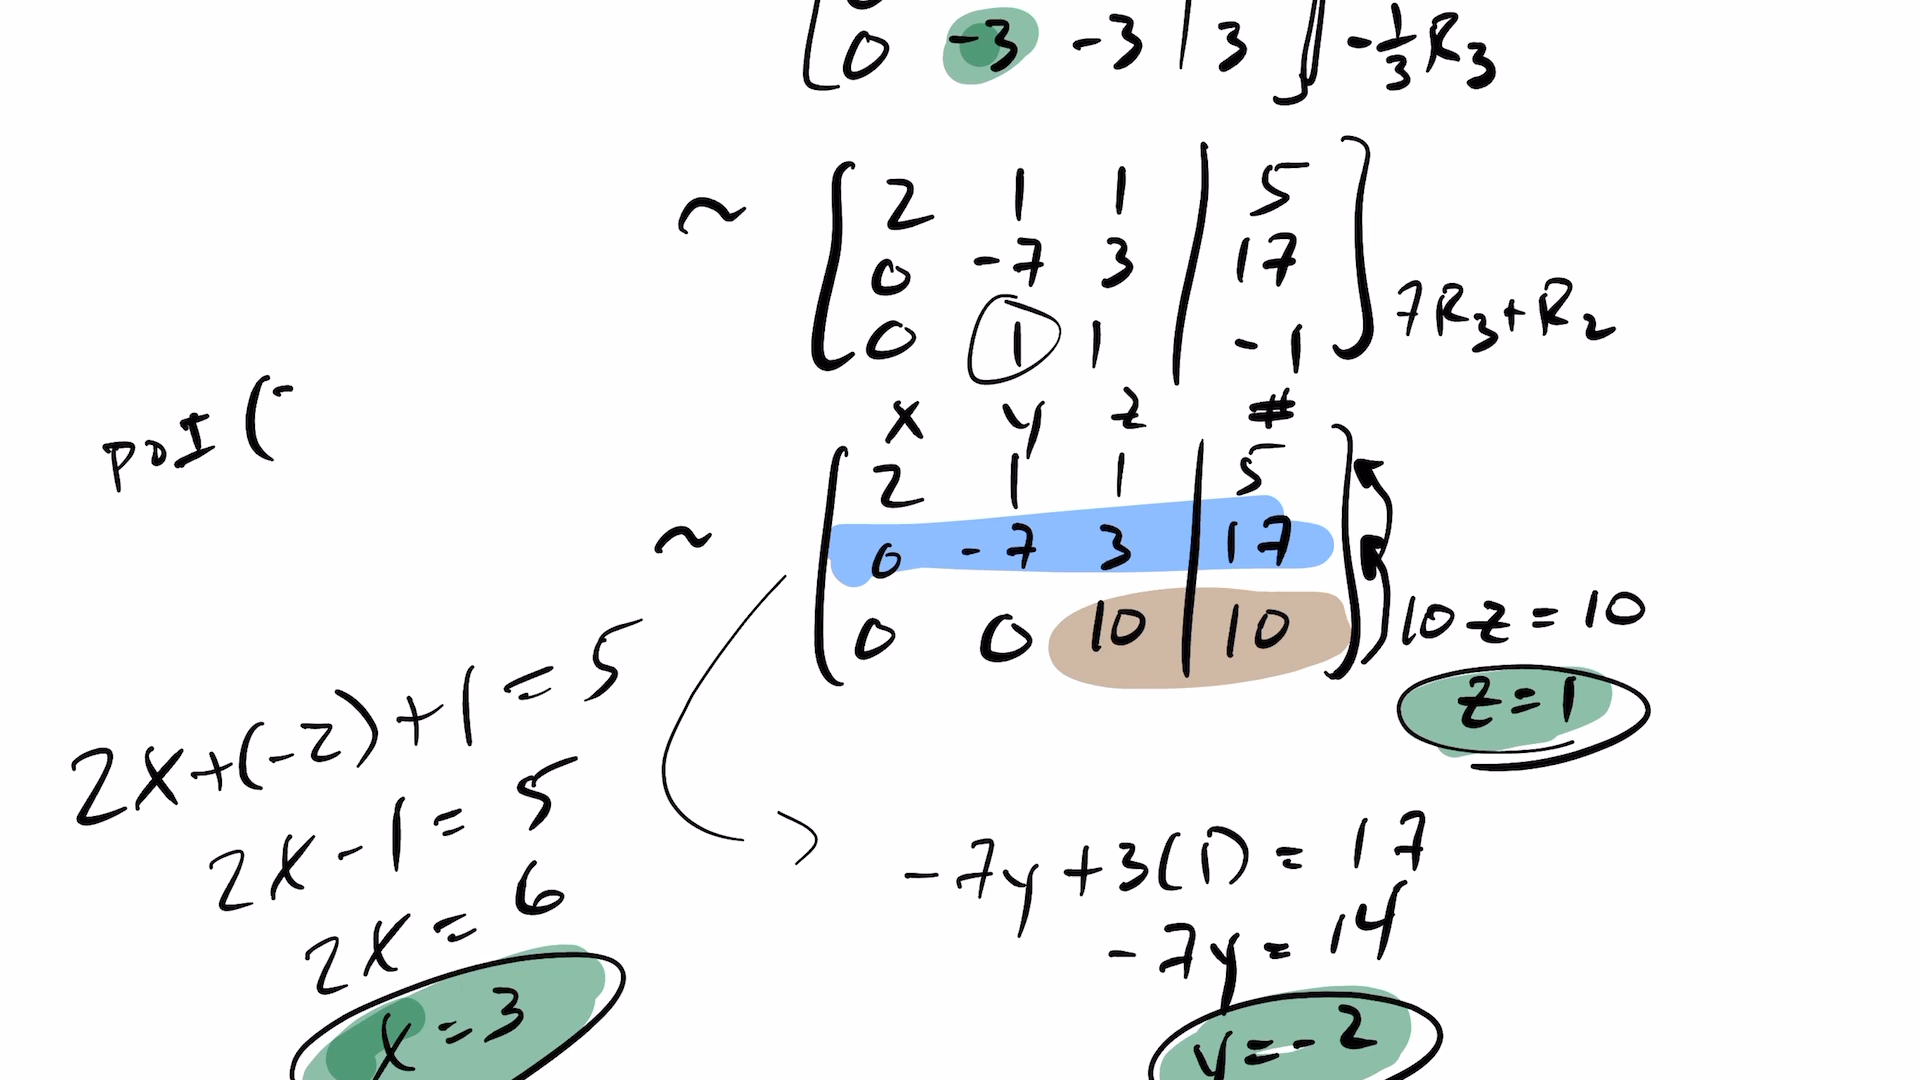 0 -3 -3 | 3 -1/3 R3
~ [ 2 1 1 | 5
0 -7 3 | 17
0 1 1 | -1 ] 7R3+R2
x y z #
POI (-
~ [ 2 1 1 | 5
0 -7 3 | 17
0 0 10 | 10 ] 10z = 10
z = 1
2x+(-2)+1 = 5
2x-1 = 5
2x = 6
x = 3
-7y+3(1) = 17
-7y = 14
y = -2